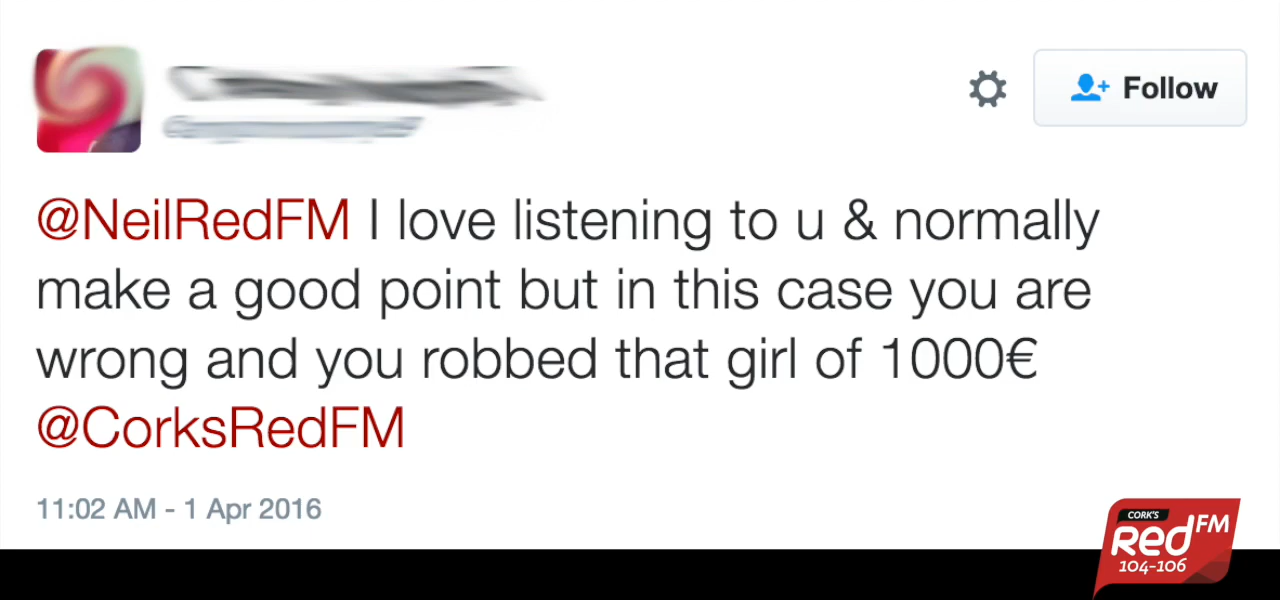 Follow
@NeilRedFM I love listening to u & normally
make a good point but in this case you are
wrong and you robbed that girl of 1000€
@CorksRedFM
11:02 AM - 1 Apr 2016
CORK'S
Red FM
104-106